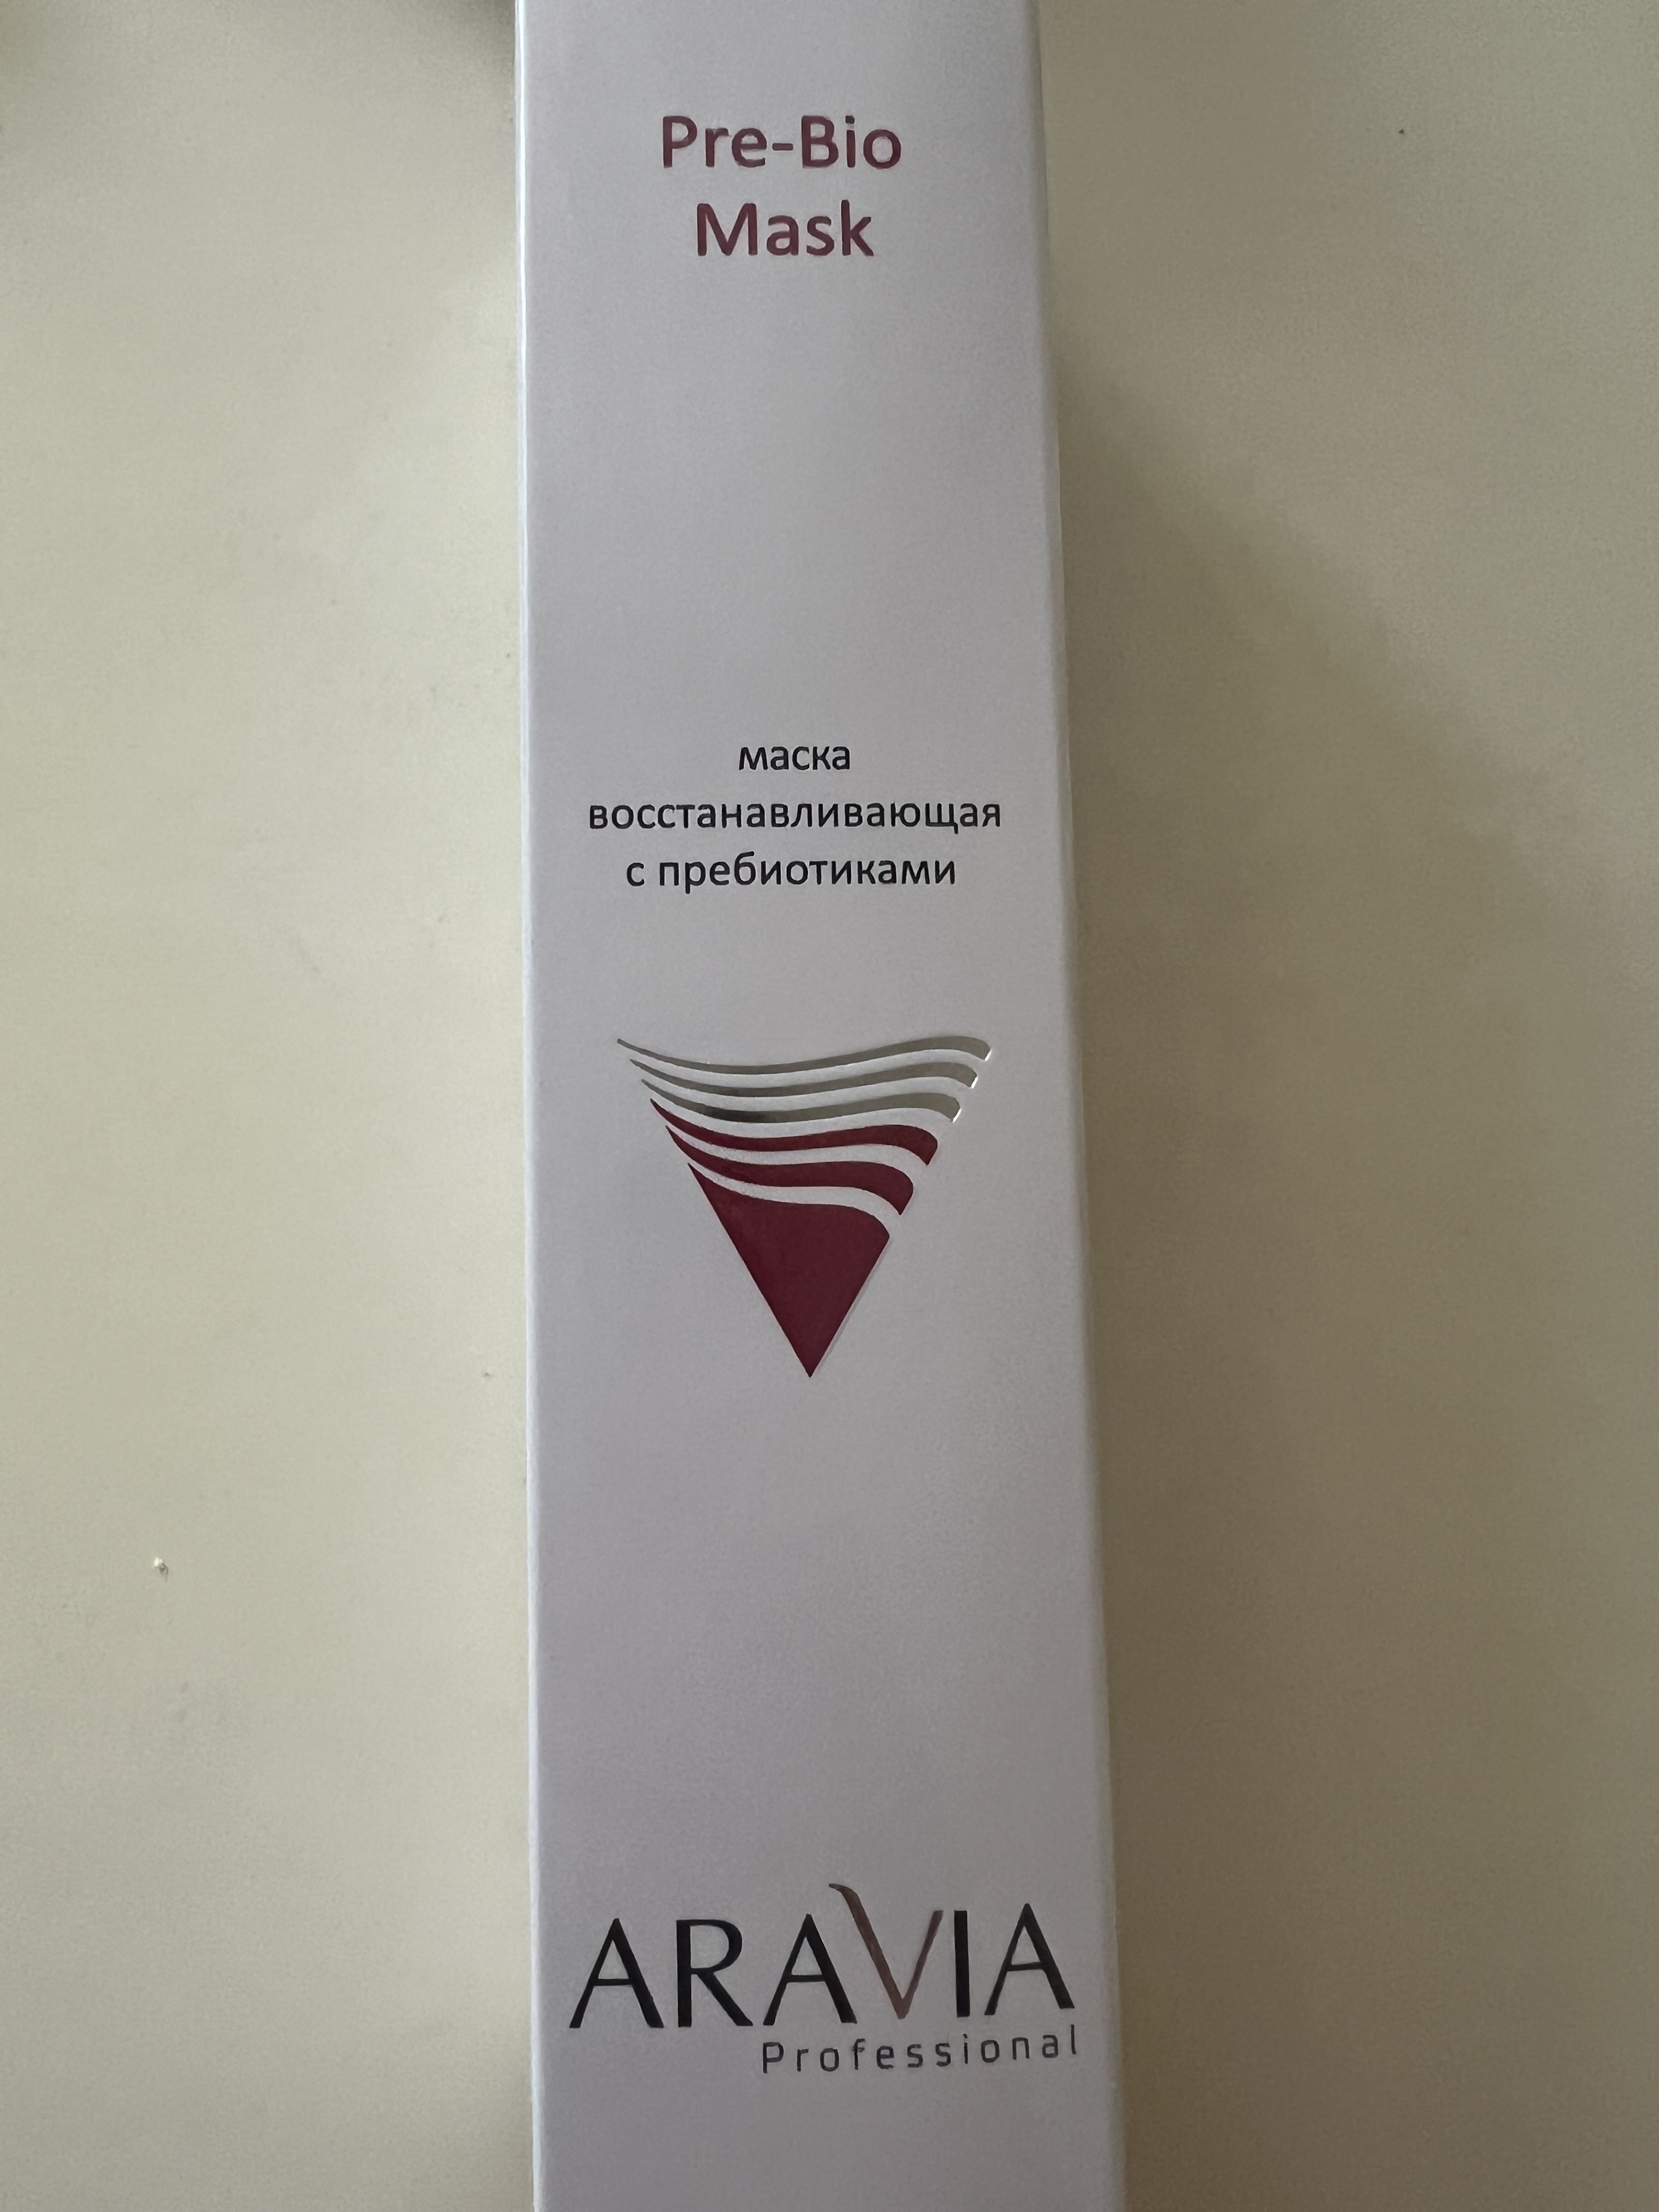 Pre-Bio
Mask
маска
восстанавливающая
с пребиотиками
ARAVIA
Professional